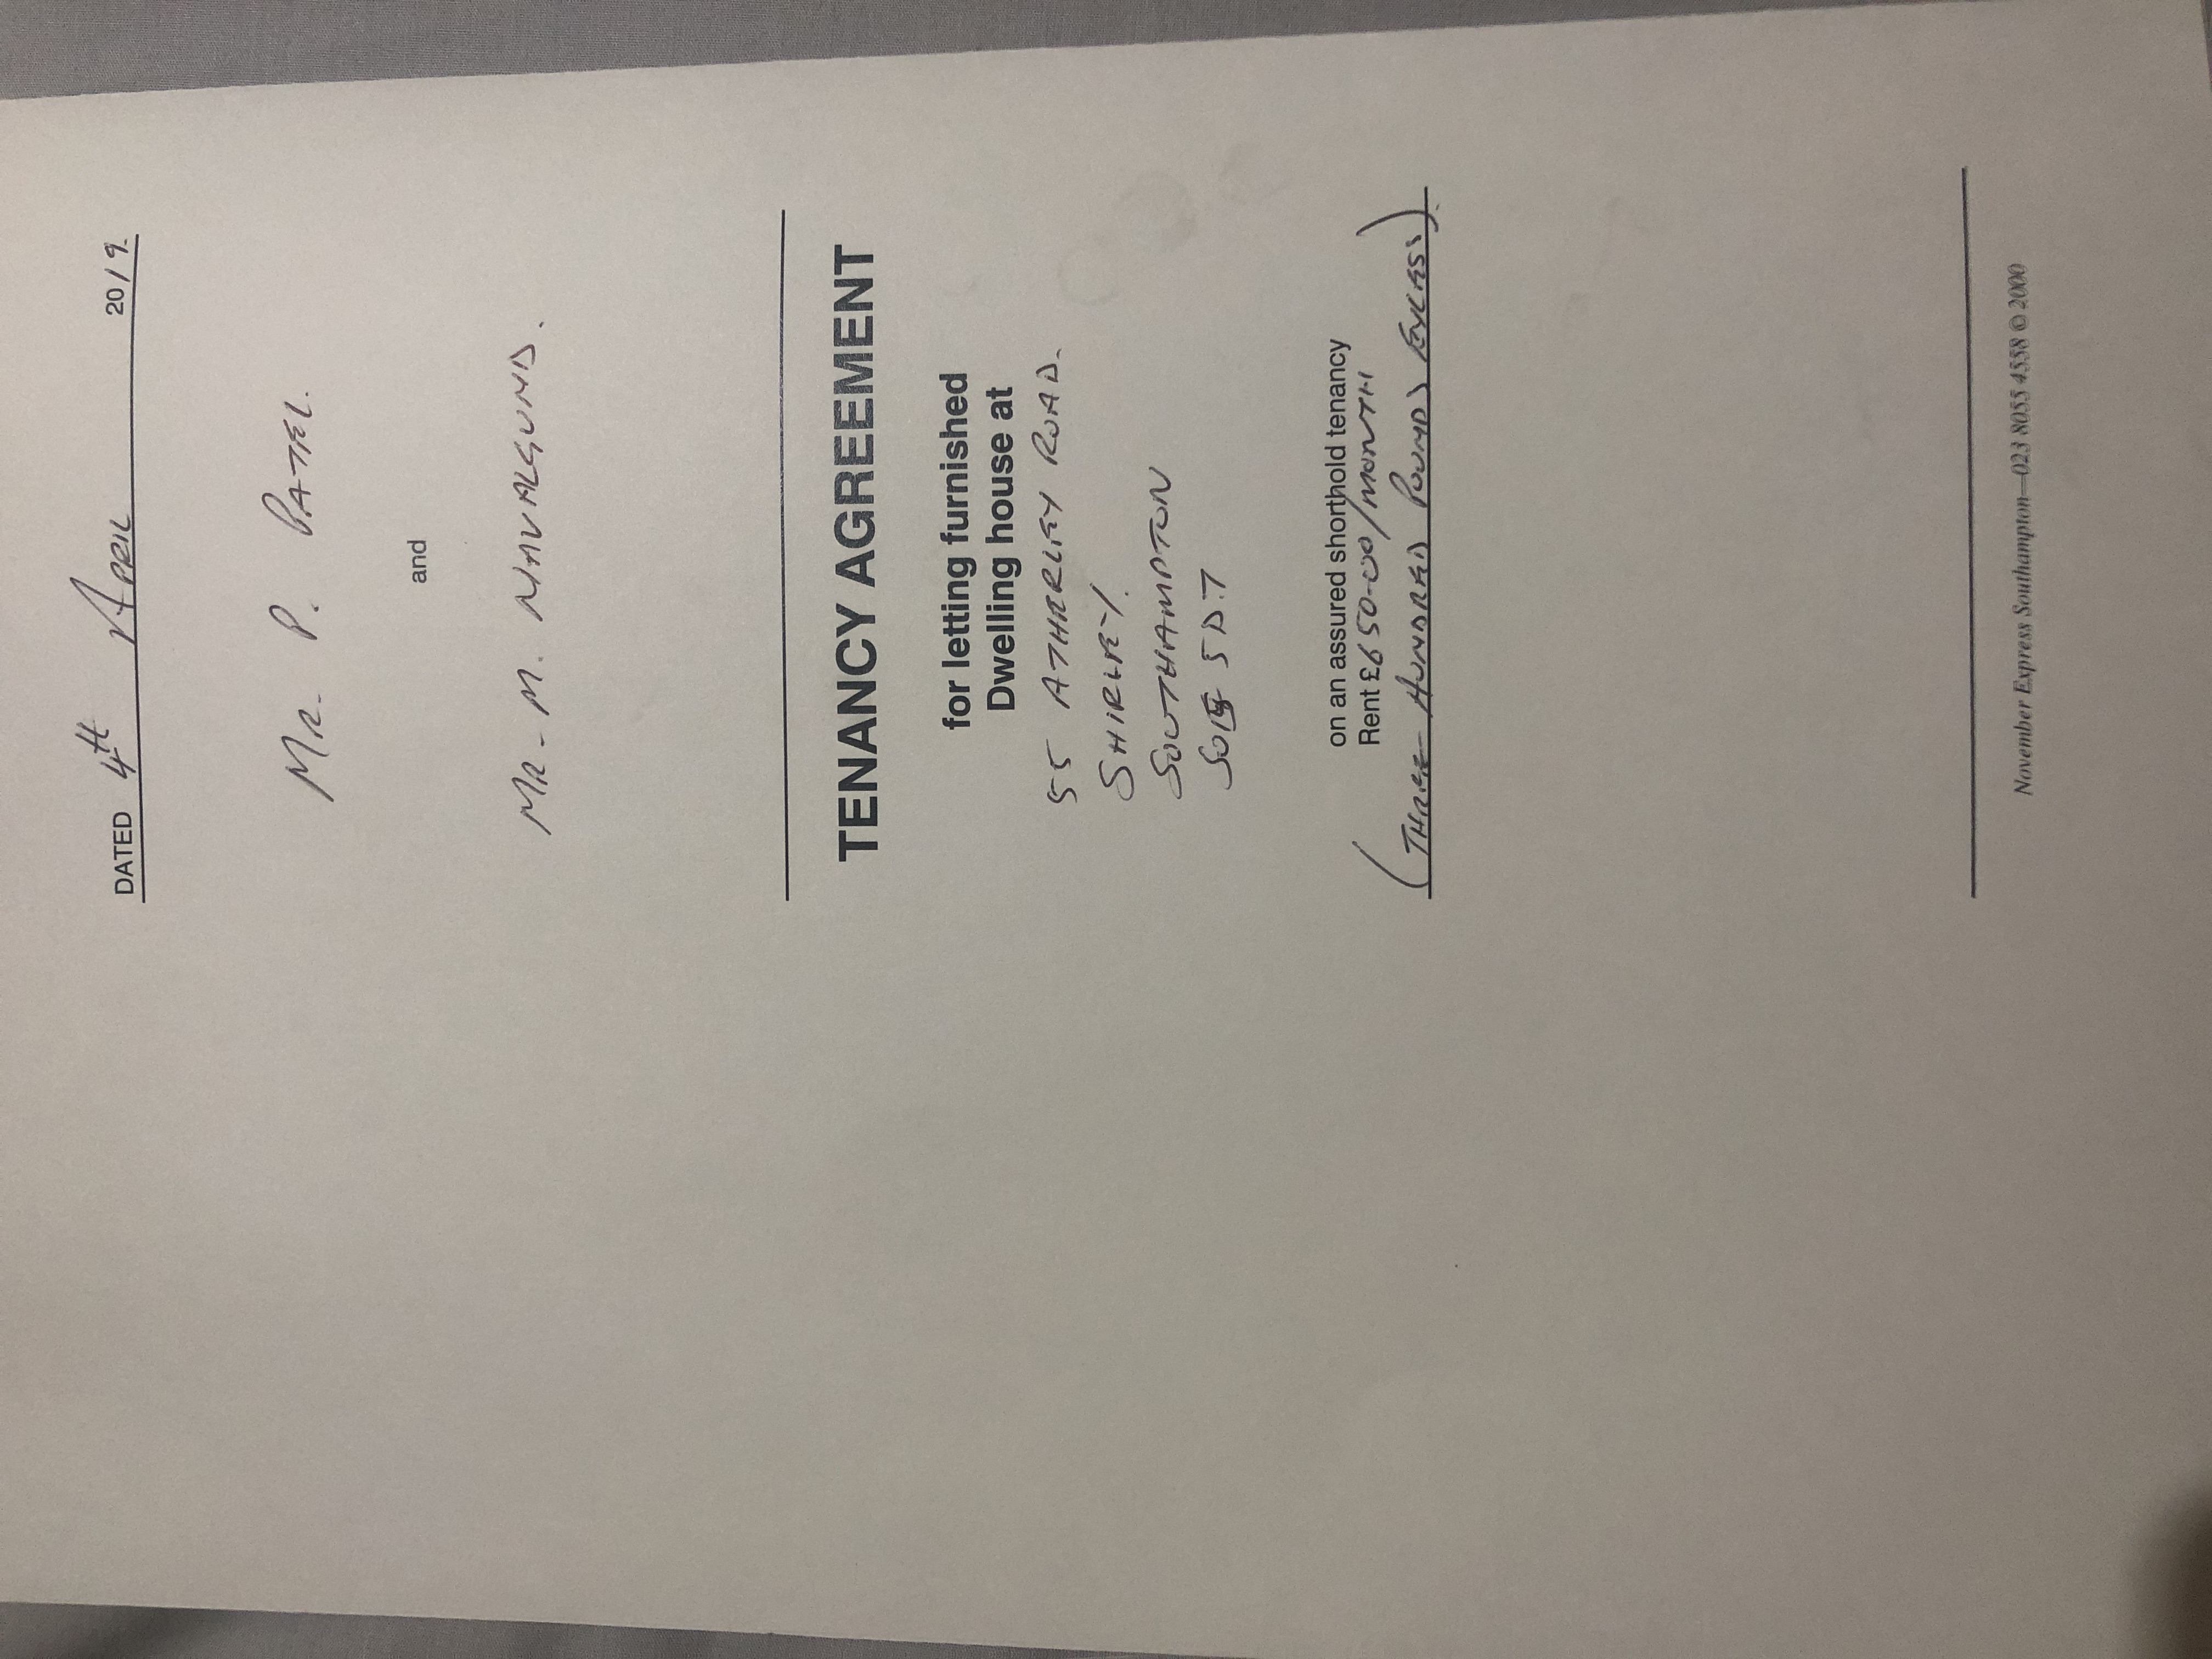 DATED 4TH APRIL 2019.
MR. P. PATEL.
and
MR - M. NAVALGUND.
TENANCY AGREEMENT
for letting furnished
Dwelling house at
55 ATHERLEY ROAD.
SHIRLEY.
SOUTHAMPTON
SO15 5DT
on an assured shorthold tenancy
Rent £650-00/MONTH
(THREE HUNDRED POUNDS EXCESS).
November Express Southampton—023 8055 4558 © 2000